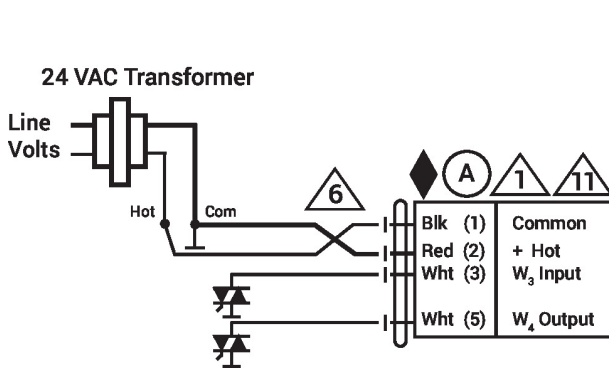 24 VAC Transformer
Line
Volts
Hot
Com
6
A
1
11
Blk (1) Common
Red (2) + Hot
Wht (3) W3 Input
Wht (5) W4 Output